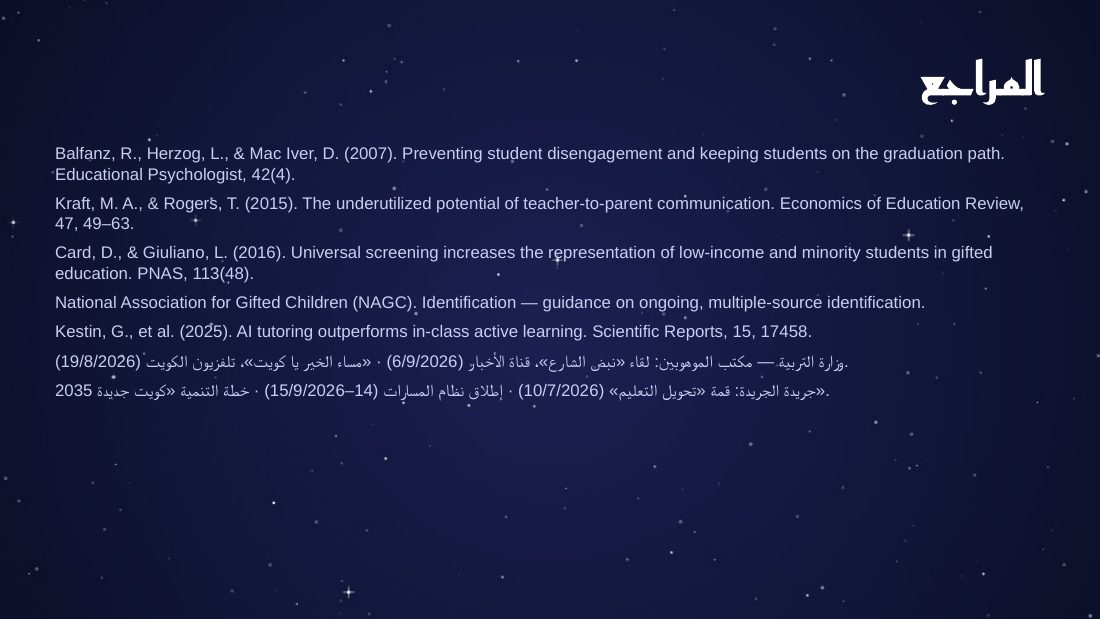 المراجع
Balfanz, R., Herzog, L., & Mac Iver, D. (2007). Preventing student disengagement and keeping students on the graduation path.
Educational Psychologist, 42(4).
Kraft, M. A., & Rogers, T. (2015). The underutilized potential of teacher-to-parent communication. Economics of Education Review,
47, 49–63.
Card, D., & Giuliano, L. (2016). Universal screening increases the representation of low-income and minority students in gifted
education. PNAS, 113(48).
National Association for Gifted Children (NAGC). Identification — guidance on ongoing, multiple-source identification.
Kestin, G., et al. (2025). AI tutoring outperforms in-class active learning. Scientific Reports, 15, 17458.
وزارة التربية — مكتب الموهوبين: لقاء «نبض الشارع»، قناة الأخبار (6/9/2026) · «مساء الخير يا كويت»، تلفزيون الكويت (19/8/2026).
جريدة الجريدة: قمة «تحويل التعليم» (10/7/2026) · إطلاق نظام المسارات (14–15/9/2026) · خطة التنمية «كويت جديدة 2035».